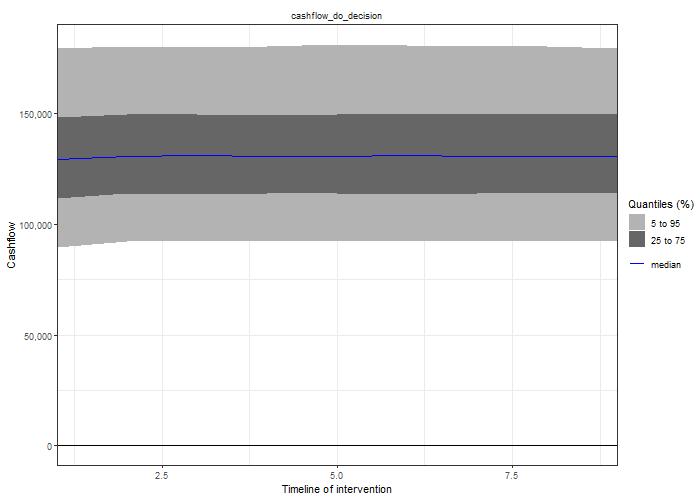 cashflow_do_decision
150,000
100,000
50,000
0
Cashflow
2.5
5.0
7.5
Timeline of intervention
Quantiles (%)
5 to 95
25 to 75
median